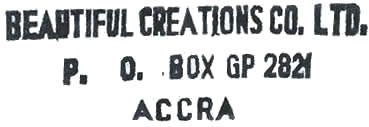 BEAUTIFUL CREATIONS CO. LTD.
P. O. BOX GP 2821
ACCRA